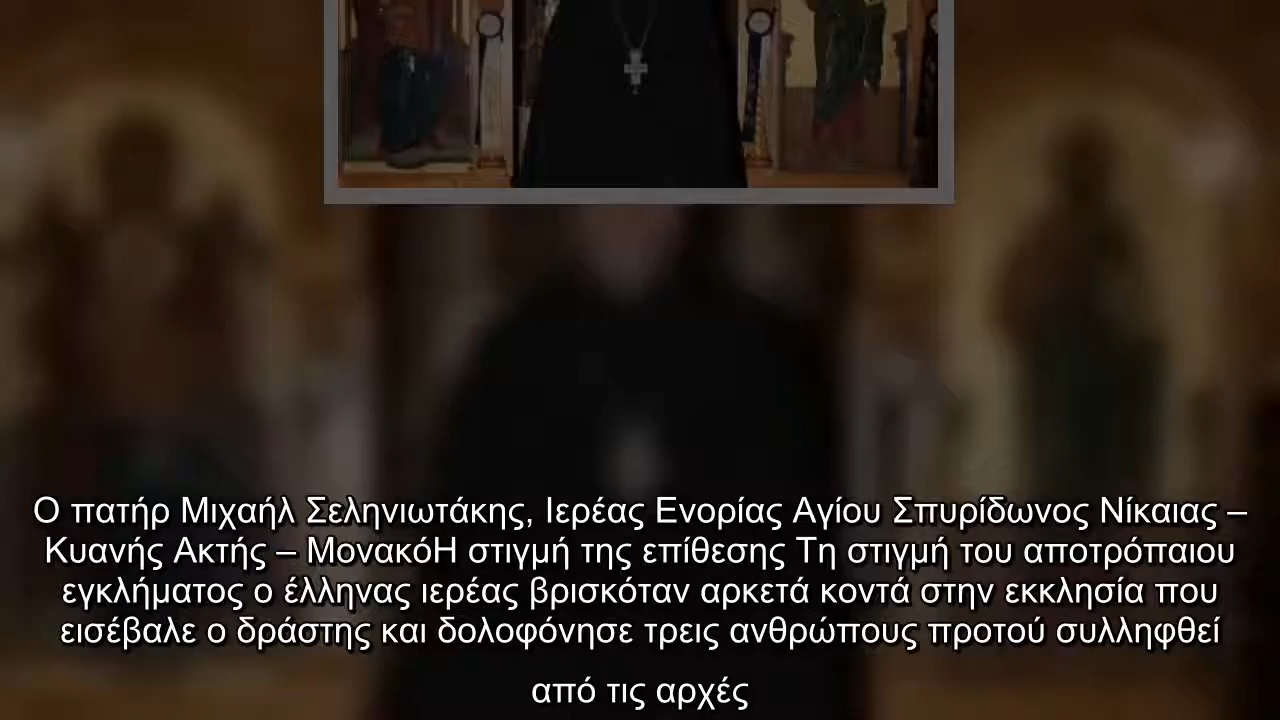 Ο πατήρ Μιχαήλ Σεληνιωτάκης, Ιερέας Ενορίας Αγίου Σπυρίδωνος Νίκαιας –
Κυανής Ακτής – ΜονακόΗ στιγμή της επίθεσης Τη στιγμή του αποτρόπαιου
εγκλήματος ο έλληνας ιερέας βρισκόταν αρκετά κοντά στην εκκλησία που
εισέβαλε ο δράστης και δολοφόνησε τρεις ανθρώπους προτού συλληφθεί
από τις αρχές